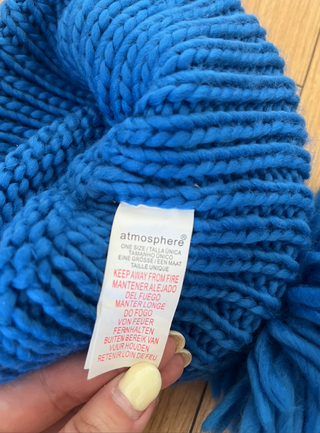 atmosphere®
ONE SIZE / TALLA ÚNICA
TAMANHO ÚNICO
EINE GRÖSSE / EEN MAAT
TAILLE UNIQUE
KEEP AWAY FROM FIRE
MANTENER ALEJADO
DEL FUEGO
MANTER LONGE
DO FOGO
VON FEUER
FERNHALTEN
BUITEN BEREIK VAN
VUUR HOUDEN
RETENIR LOIN DE FEU